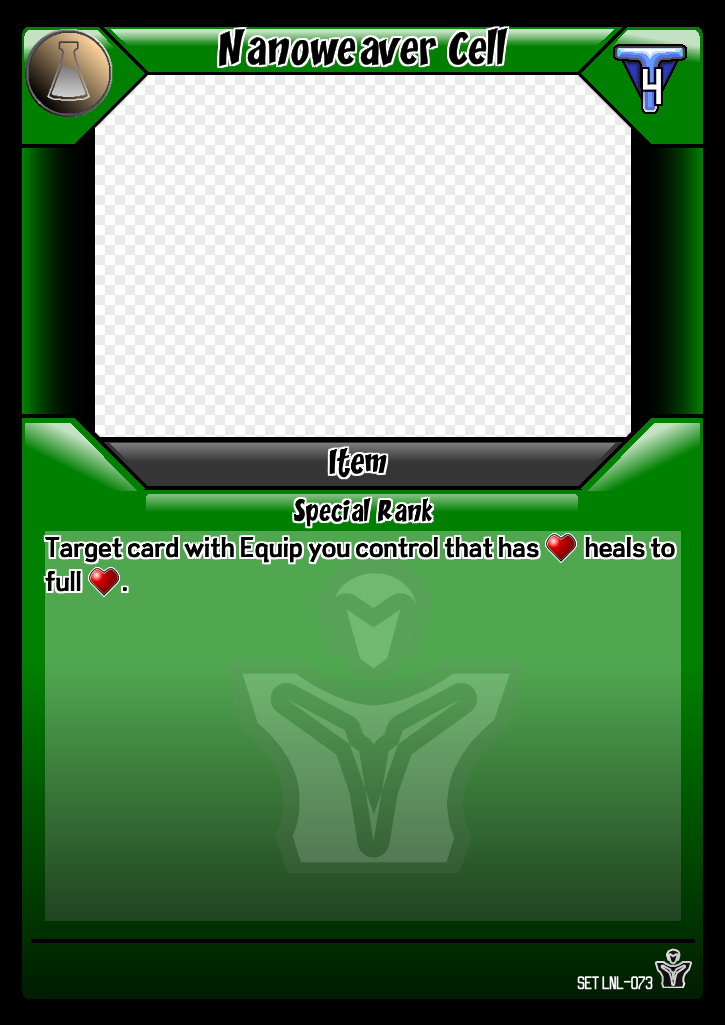 Nanoweaver Cell
4
Item
Special Rank
Target card with Equip you control that has heals to
full .
SET LNL-073